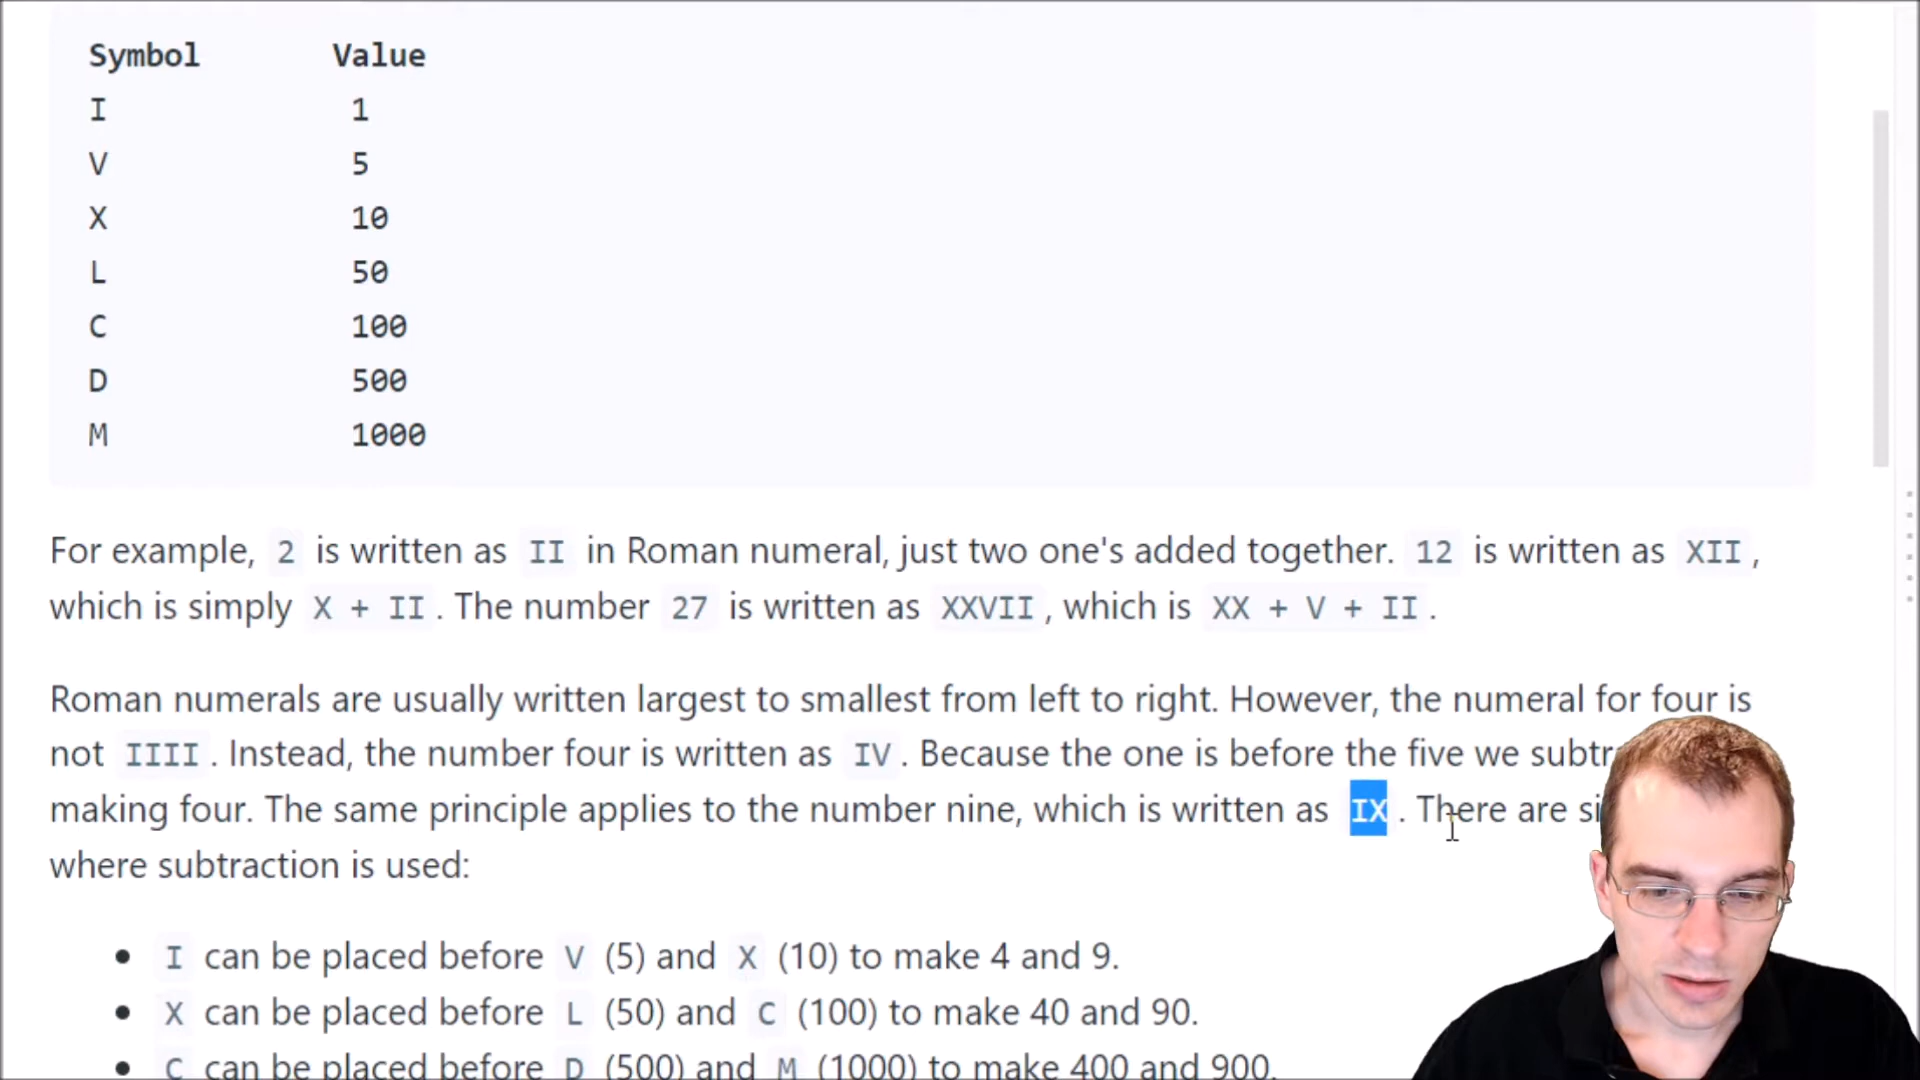 Symbol Value
I 1
V 5
X 10
L 50
C 100
D 500
M 1000
For example, 2 is written as II in Roman numeral, just two one's added together. 12 is written as XII,
which is simply X + II. The number 27 is written as XXVII, which is XX + V + II.
Roman numerals are usually written largest to smallest from left to right. However, the numeral for four is
not IIII. Instead, the number four is written as IV. Because the one is before the five we
making four. The same principle applies to the number nine, which is written as IX. There are
where subtraction is used:
• I can be placed before V (5) and X (10) to make 4 and 9.
• X can be placed before L (50) and C (100) to make 40 and 90.
• C can be placed before D (500) and M (1000) to make 400 and 900.